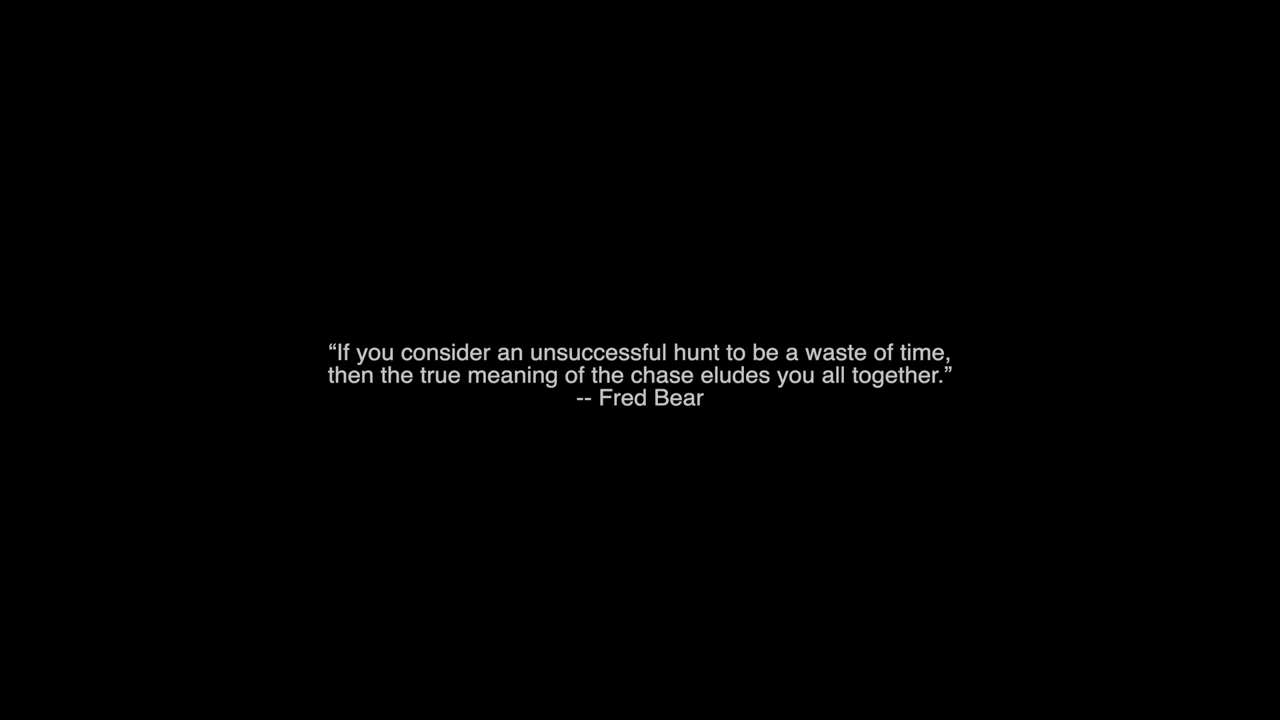 “If you consider an unsuccessful hunt to be a waste of time,
then the true meaning of the chase eludes you all together.”
-- Fred Bear